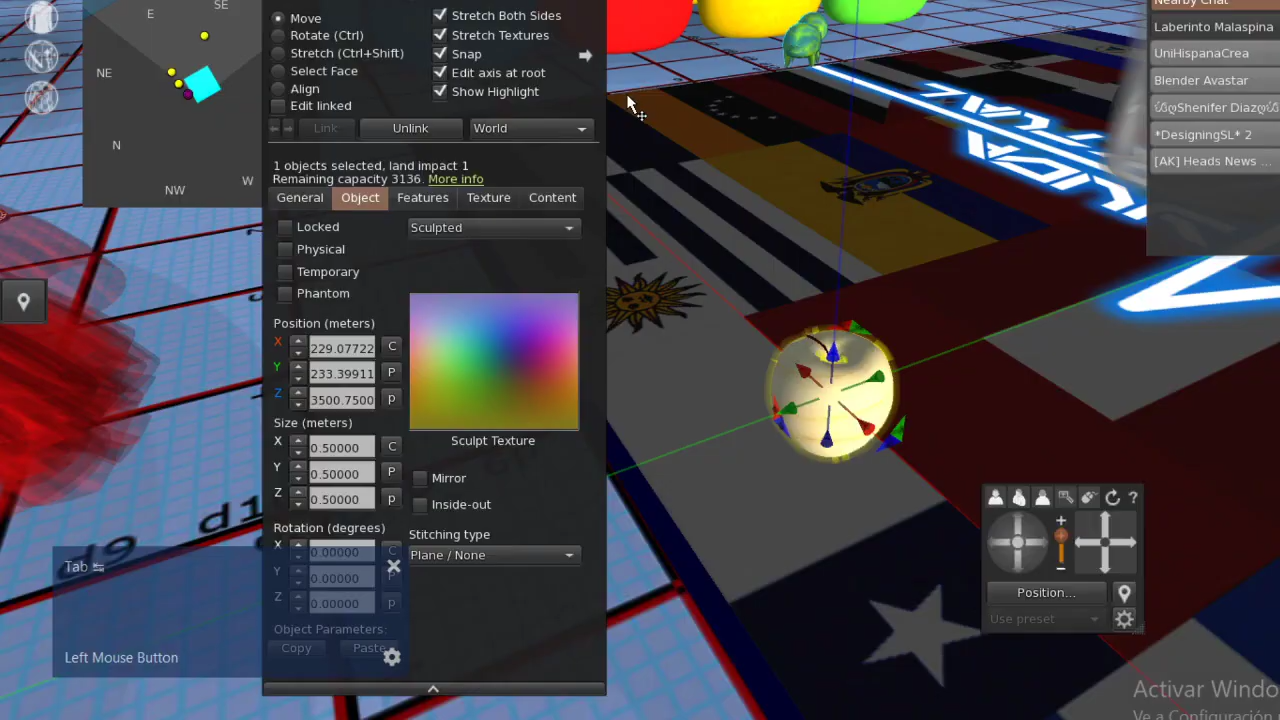 E
SE
NE
N
NW
W
Move
Rotate (Ctrl)
Stretch (Ctrl+Shift)
Select Face
Align
Edit linked
Stretch Both Sides
Stretch Textures
Snap
Edit axis at root
Show Highlight
Link
Unlink
World
1 objects selected, land impact 1
Remaining capacity 3136. More info
General
Object
Features
Texture
Content
Locked
Physical
Temporary
Phantom
Position (meters)
X 229.07722 C
Y 233.39911 P
Z 3500.7500 p
Size (meters)
X 0.50000 C
Y 0.50000 P
Z 0.50000 p
Rotation (degrees)
X 0.00000 C
Y 0.00000 P
Z 0.00000 p
Object Parameters:
Copy
Paste
Sculpted
Sculpt Texture
Mirror
Inside-out
Stitching type
Plane / None
Tab
Left Mouse Button
d9
d1
Nearby Chat
Laberinto Malaspina
UniHispanaCrea
Blender Avastar
*DesigningSL* 2
[AK] Heads News ...
?
+
−
Position...
Use preset
Activar Windo
Ve a Configuración